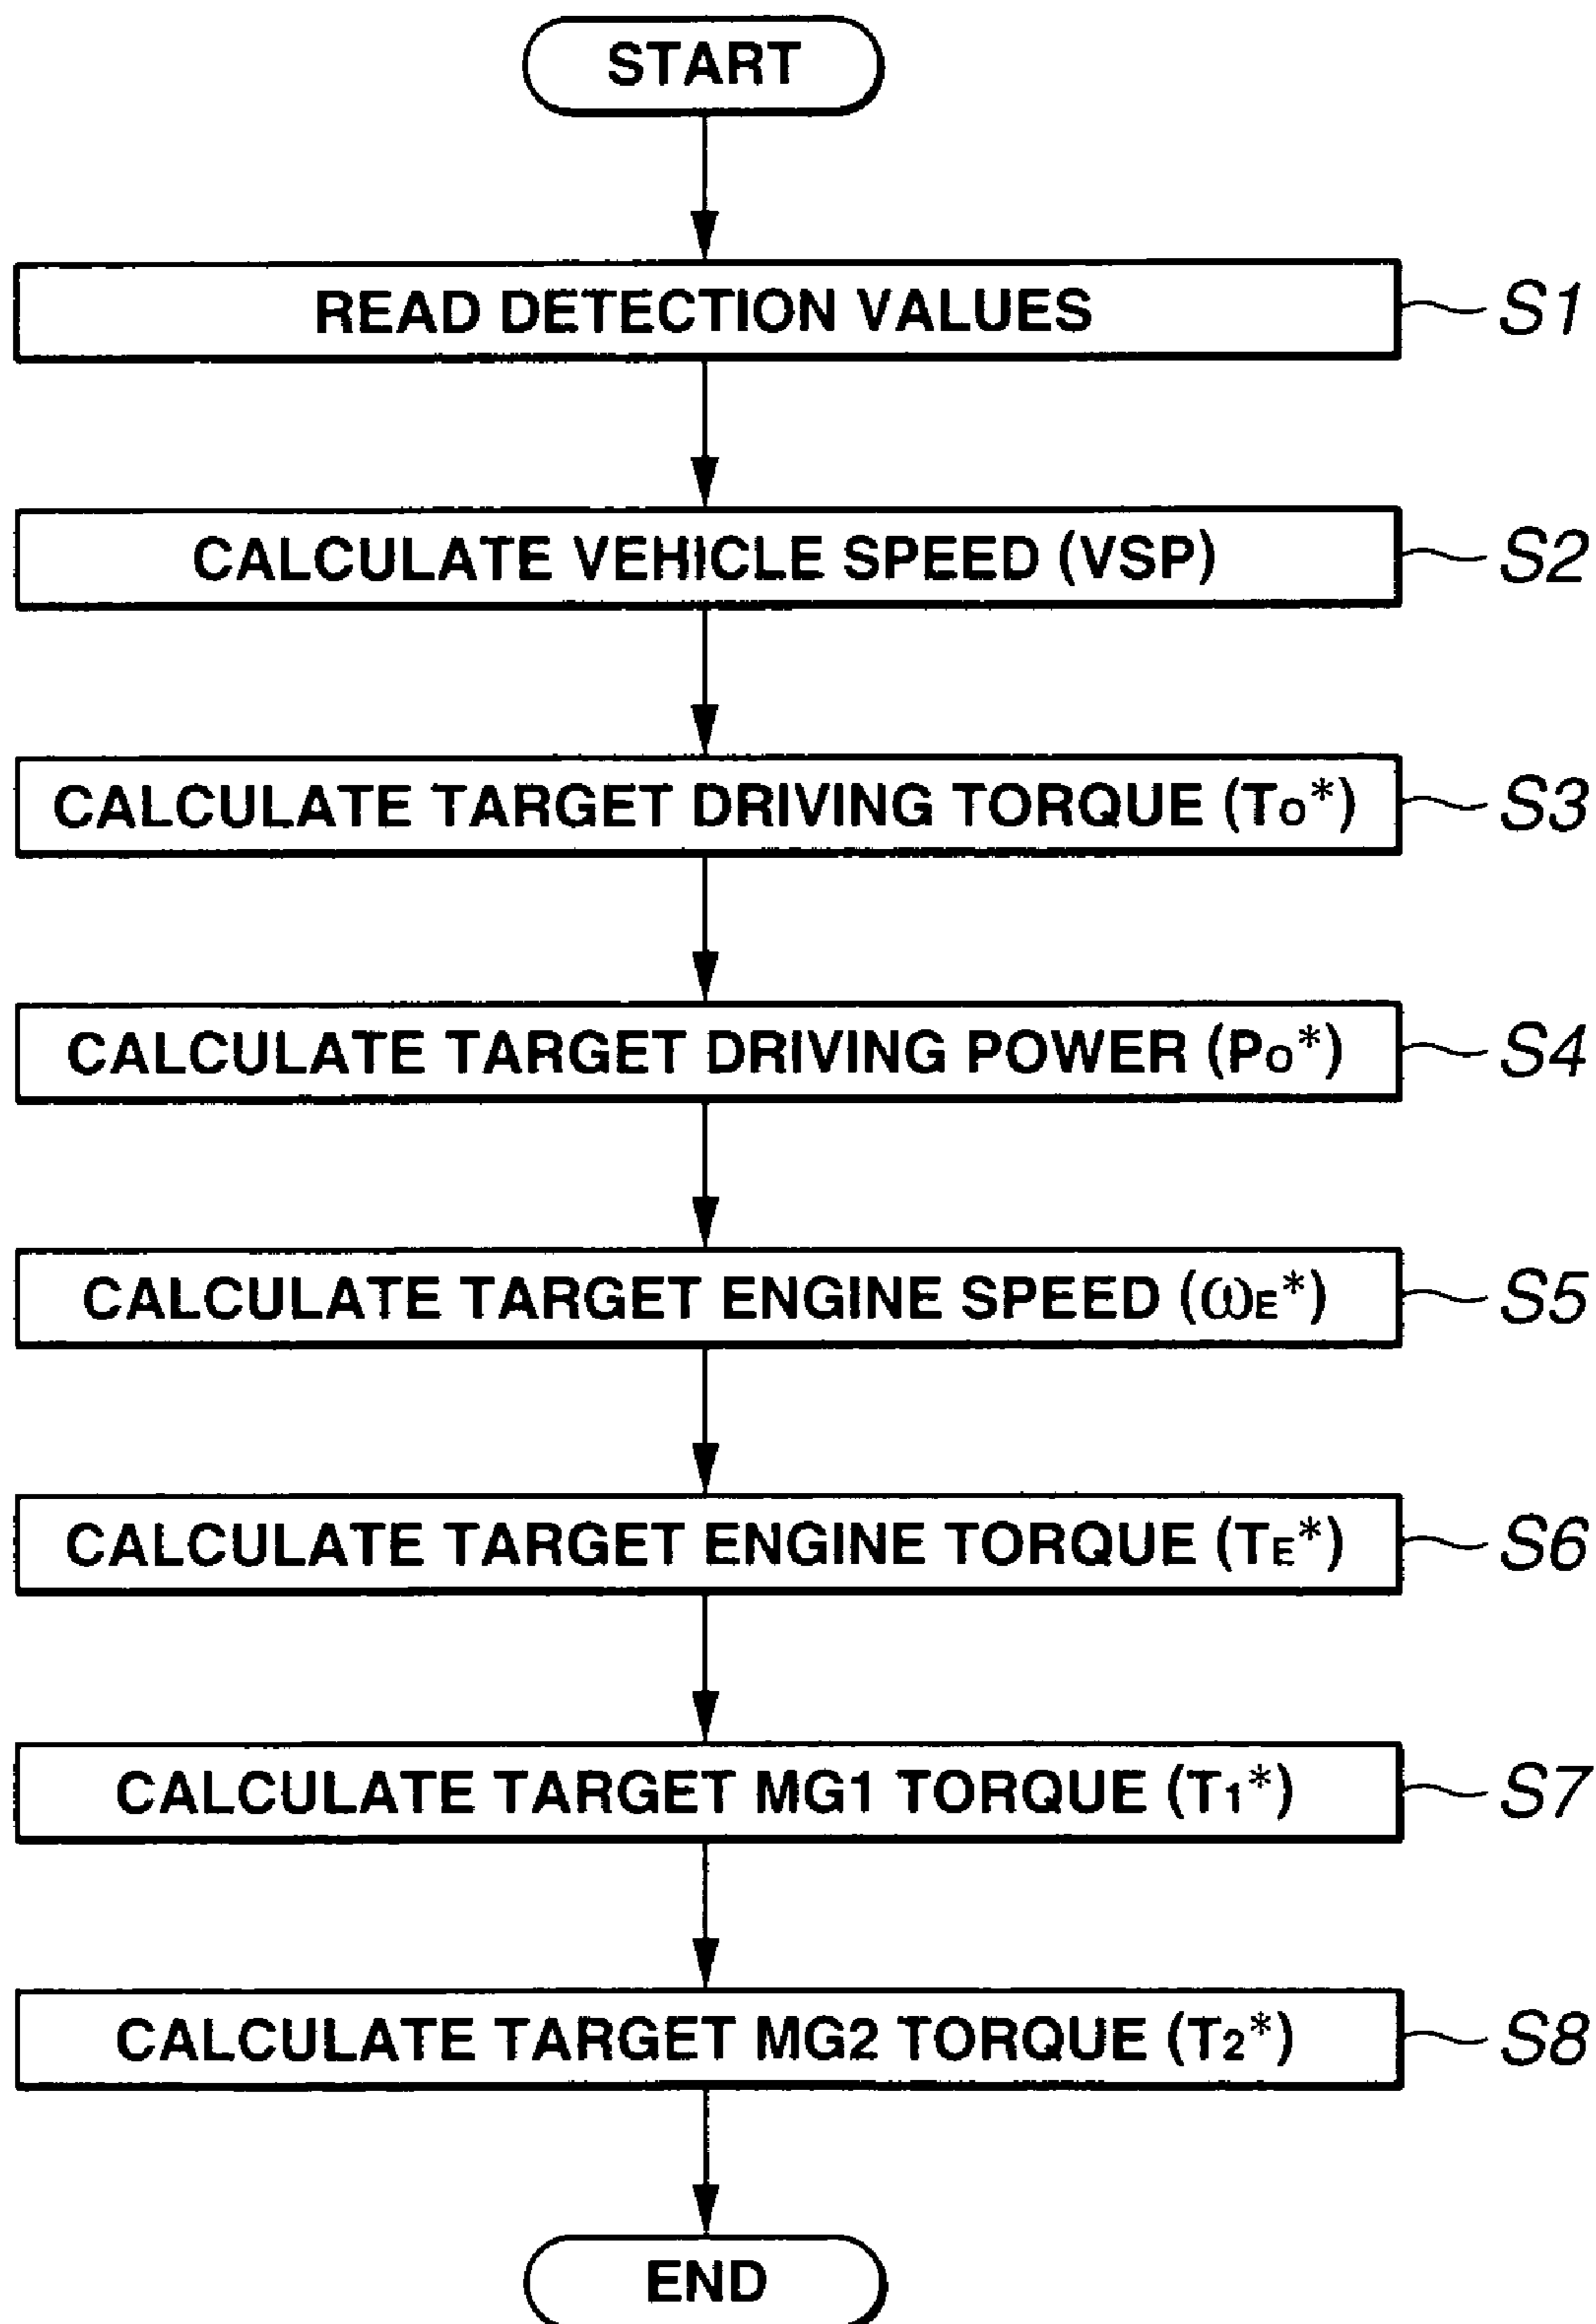 START
READ DETECTION VALUES
S1
CALCULATE VEHICLE SPEED (VSP)
S2
CALCULATE TARGET DRIVING TORQUE (To*)
S3
CALCULATE TARGET DRIVING POWER (Po*)
S4
CALCULATE TARGET ENGINE SPEED (ωE*)
S5
CALCULATE TARGET ENGINE TORQUE (TE*)
S6
CALCULATE TARGET MG1 TORQUE (T1*)
S7
CALCULATE TARGET MG2 TORQUE (T2*)
S8
END